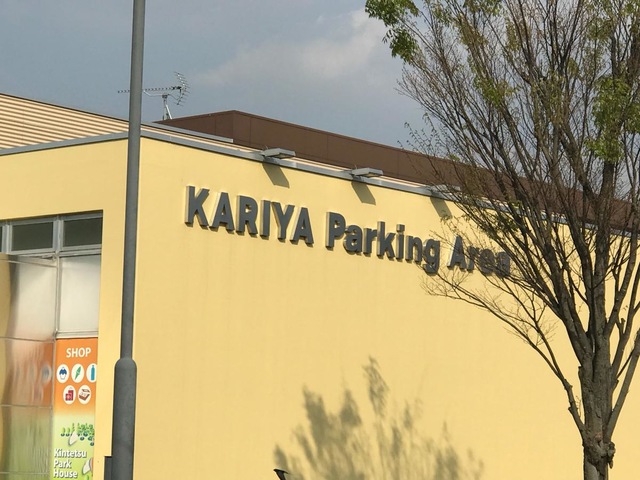 KARIYA Parking Area
SHOP
Kintetsu
Park
House